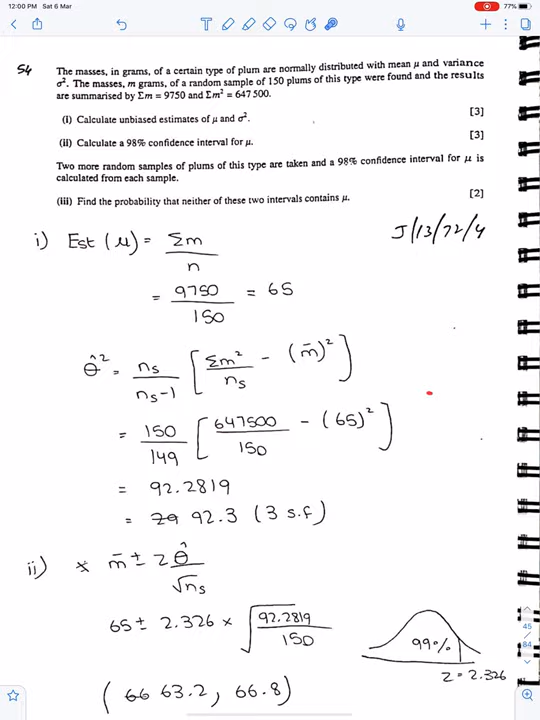 12:00 PM Sat 6 Mar
77%
54
The masses, in grams, of a certain type of plum are normally distributed with mean μ and variance
σ². The masses, m grams, of a random sample of 150 plums of this type were found and the results
are summarised by Σm = 9750 and Σm² = 647 500.
(i) Calculate unbiased estimates of μ and σ². [3]
(ii) Calculate a 98% confidence interval for μ. [3]
Two more random samples of plums of this type are taken and a 98% confidence interval for μ is
calculated from each sample.
(iii) Find the probability that neither of these two intervals contains μ. [2]
J/13/72/4
i) Est (μ) = Σm / n
= 9750 / 150 = 65
θ̂² = nₛ / (nₛ-1) [ Σm² / nₛ - (m̄)² ]
= 150 / 149 [ 647500 / 150 - (65)² ]
= 92.2819
= 92.3 (3 s.f)
ii) m̄ ± z θ̂ / √nₛ
65 ± 2.326 × √(92.2819 / 150)
99%
z = 2.326
( 63.2, 66.8)
45
/
84